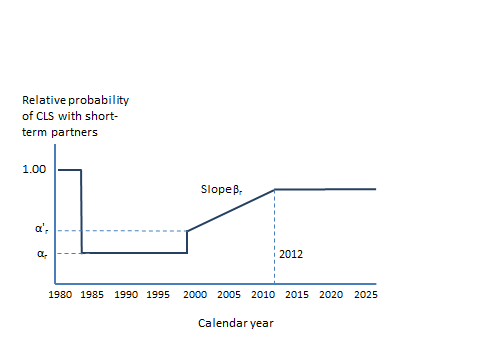 Relative probability
of CLS with short-
term partners
1.00
Slope βᵣ
α'ᵣ
αᵣ
2012
1980 1985 1990 1995 2000 2005 2010 2015 2020 2025
Calendar year